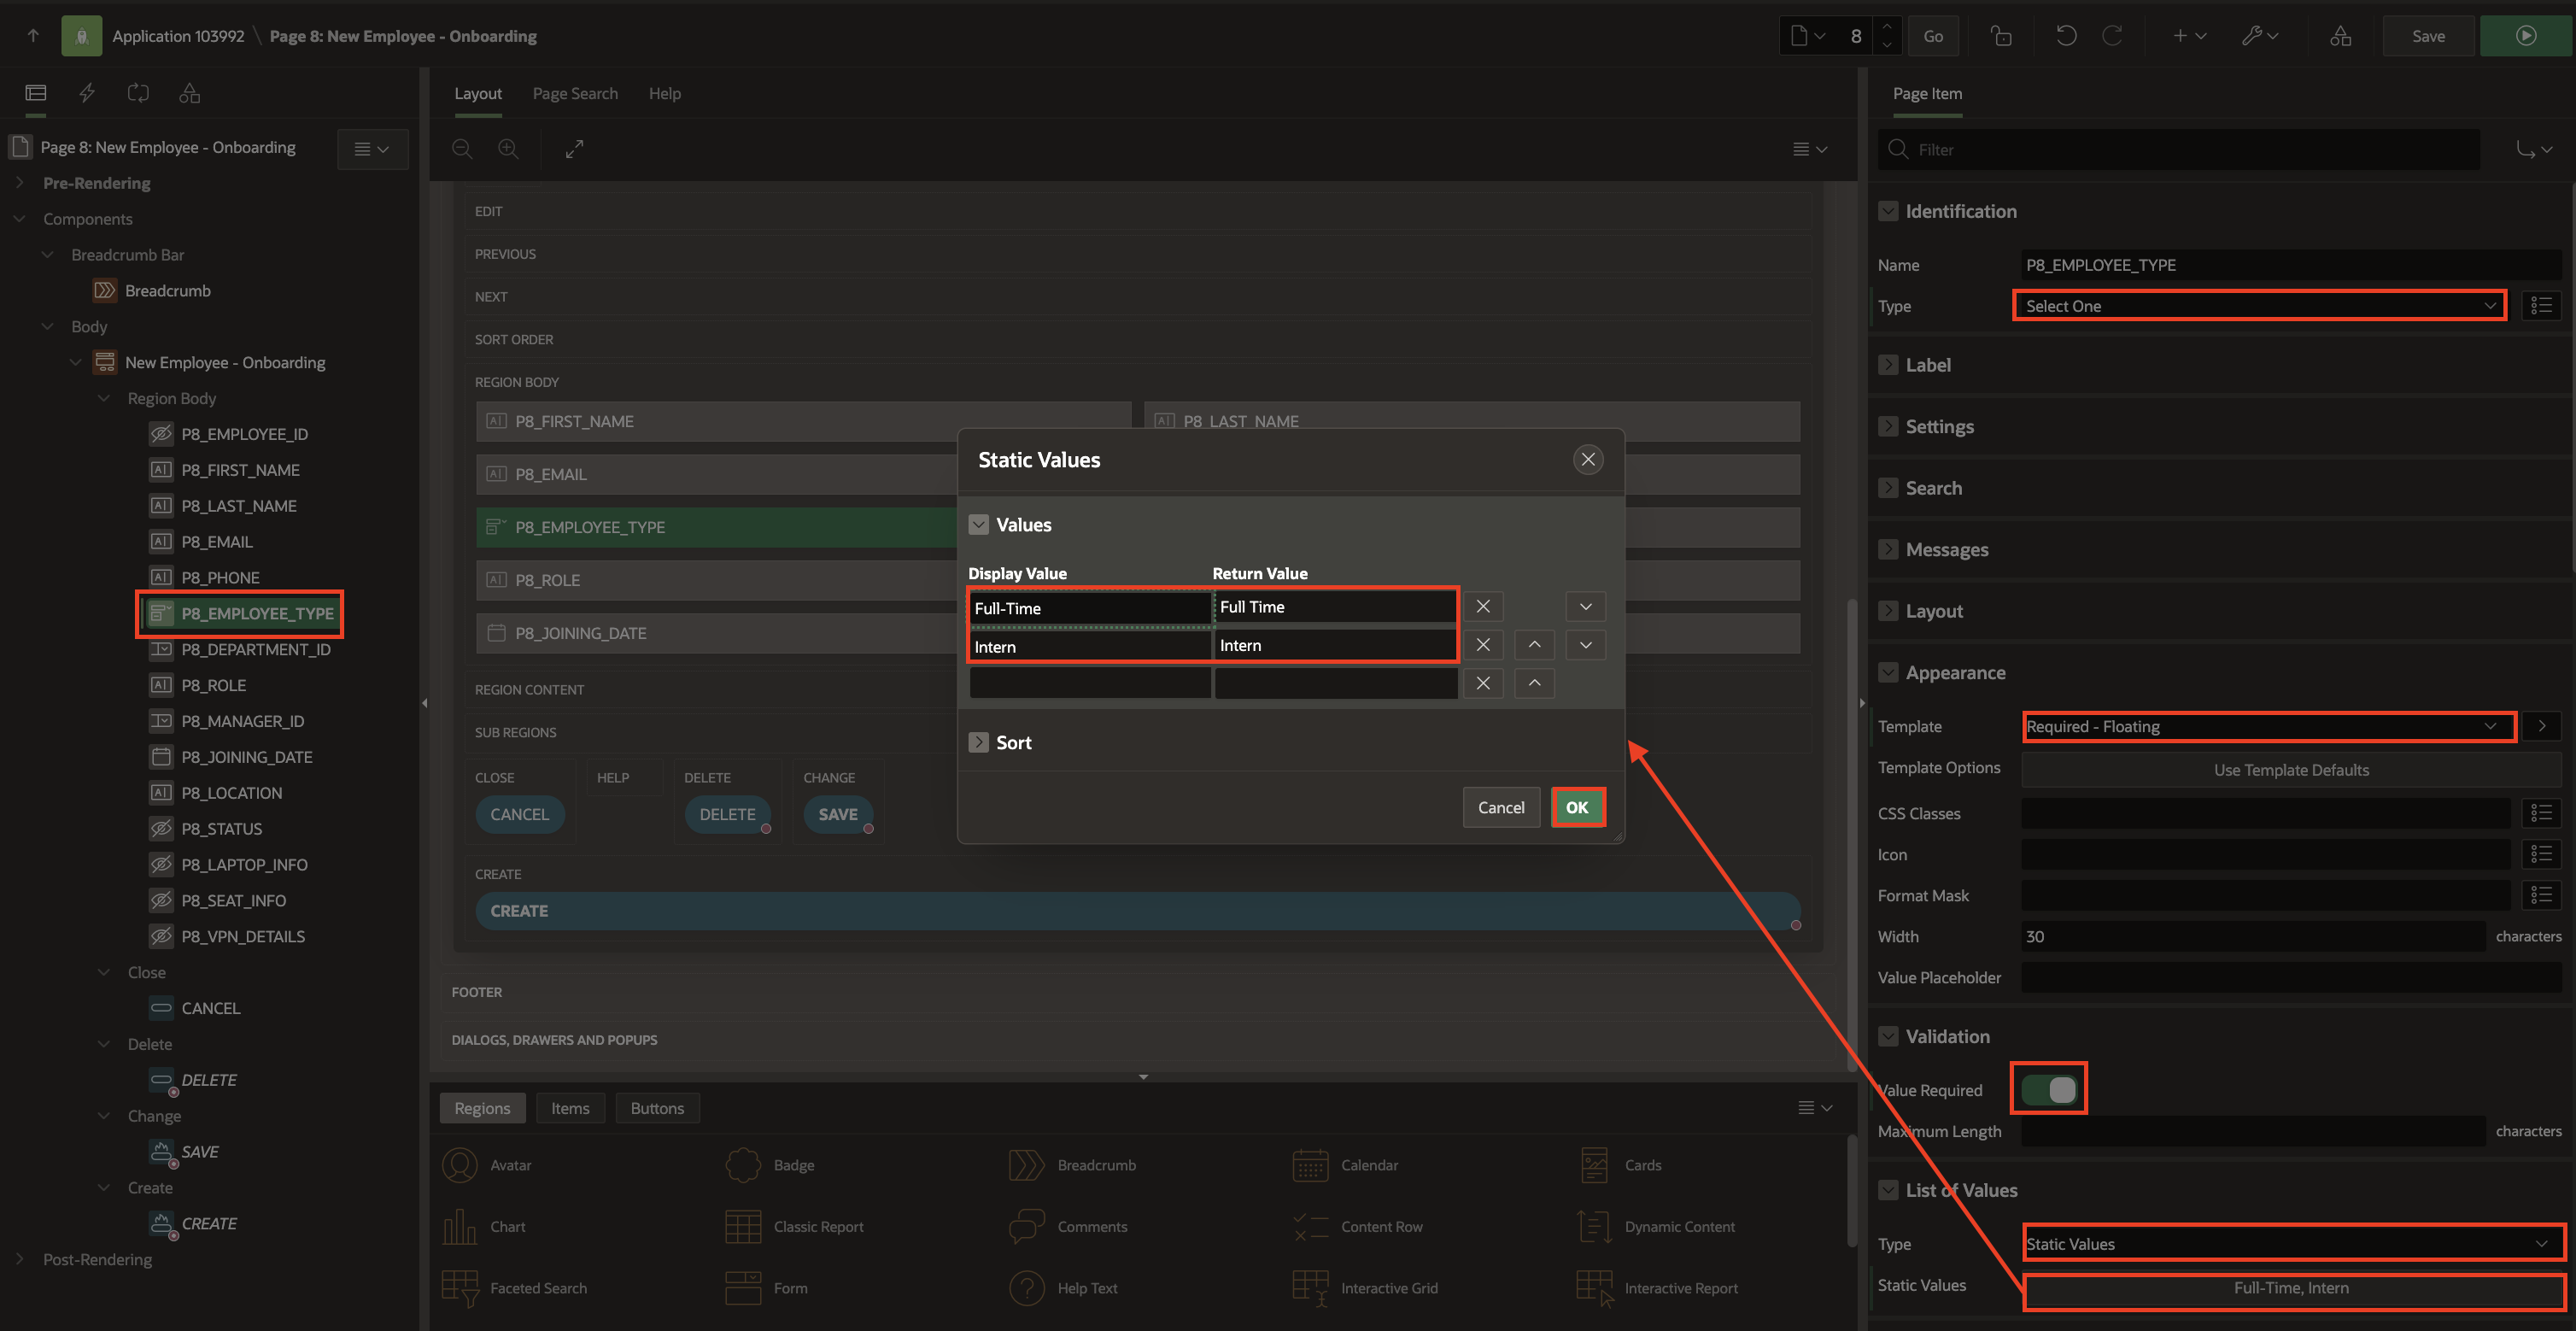 Application 103992 \ Page 8: New Employee - Onboarding
8
Go
Save
Page 8: New Employee - Onboarding
Pre-Rendering
Components
Breadcrumb Bar
Breadcrumb
Body
New Employee - Onboarding
Region Body
P8_EMPLOYEE_ID
P8_FIRST_NAME
P8_LAST_NAME
P8_EMAIL
P8_PHONE
P8_EMPLOYEE_TYPE
P8_DEPARTMENT_ID
P8_ROLE
P8_MANAGER_ID
P8_JOINING_DATE
P8_LOCATION
P8_STATUS
P8_LAPTOP_INFO
P8_SEAT_INFO
P8_VPN_DETAILS
Close
CANCEL
Delete
DELETE
Change
SAVE
Create
CREATE
Post-Rendering
Layout Page Search Help
EDIT
PREVIOUS
NEXT
SORT ORDER
REGION BODY
P8_FIRST_NAME P8_LAST_NAME
P8_EMAIL
P8_EMPLOYEE_TYPE
P8_ROLE
P8_JOINING_DATE
REGION CONTENT
SUB REGIONS
CLOSE HELP DELETE CHANGE
CANCEL DELETE SAVE
CREATE
CREATE
FOOTER
DIALOGS, DRAWERS AND POPUPS
Static Values
Values
Display Value Return Value
Full-Time Full Time
Intern Intern
Sort
Cancel OK
Regions Items Buttons
Avatar Badge Breadcrumb Calendar Cards
Chart Classic Report Comments Content Row Dynamic Content
Faceted Search Form Help Text Interactive Grid Interactive Report
Page Item
Filter
Identification
Name P8_EMPLOYEE_TYPE
Type Select One
Label
Settings
Search
Messages
Layout
Appearance
Template Required - Floating
Template Options Use Template Defaults
CSS Classes
Icon
Format Mask
Width 30 characters
Value Placeholder
Validation
Value Required
Maximum Length characters
List of Values
Type Static Values
Static Values Full-Time, Intern